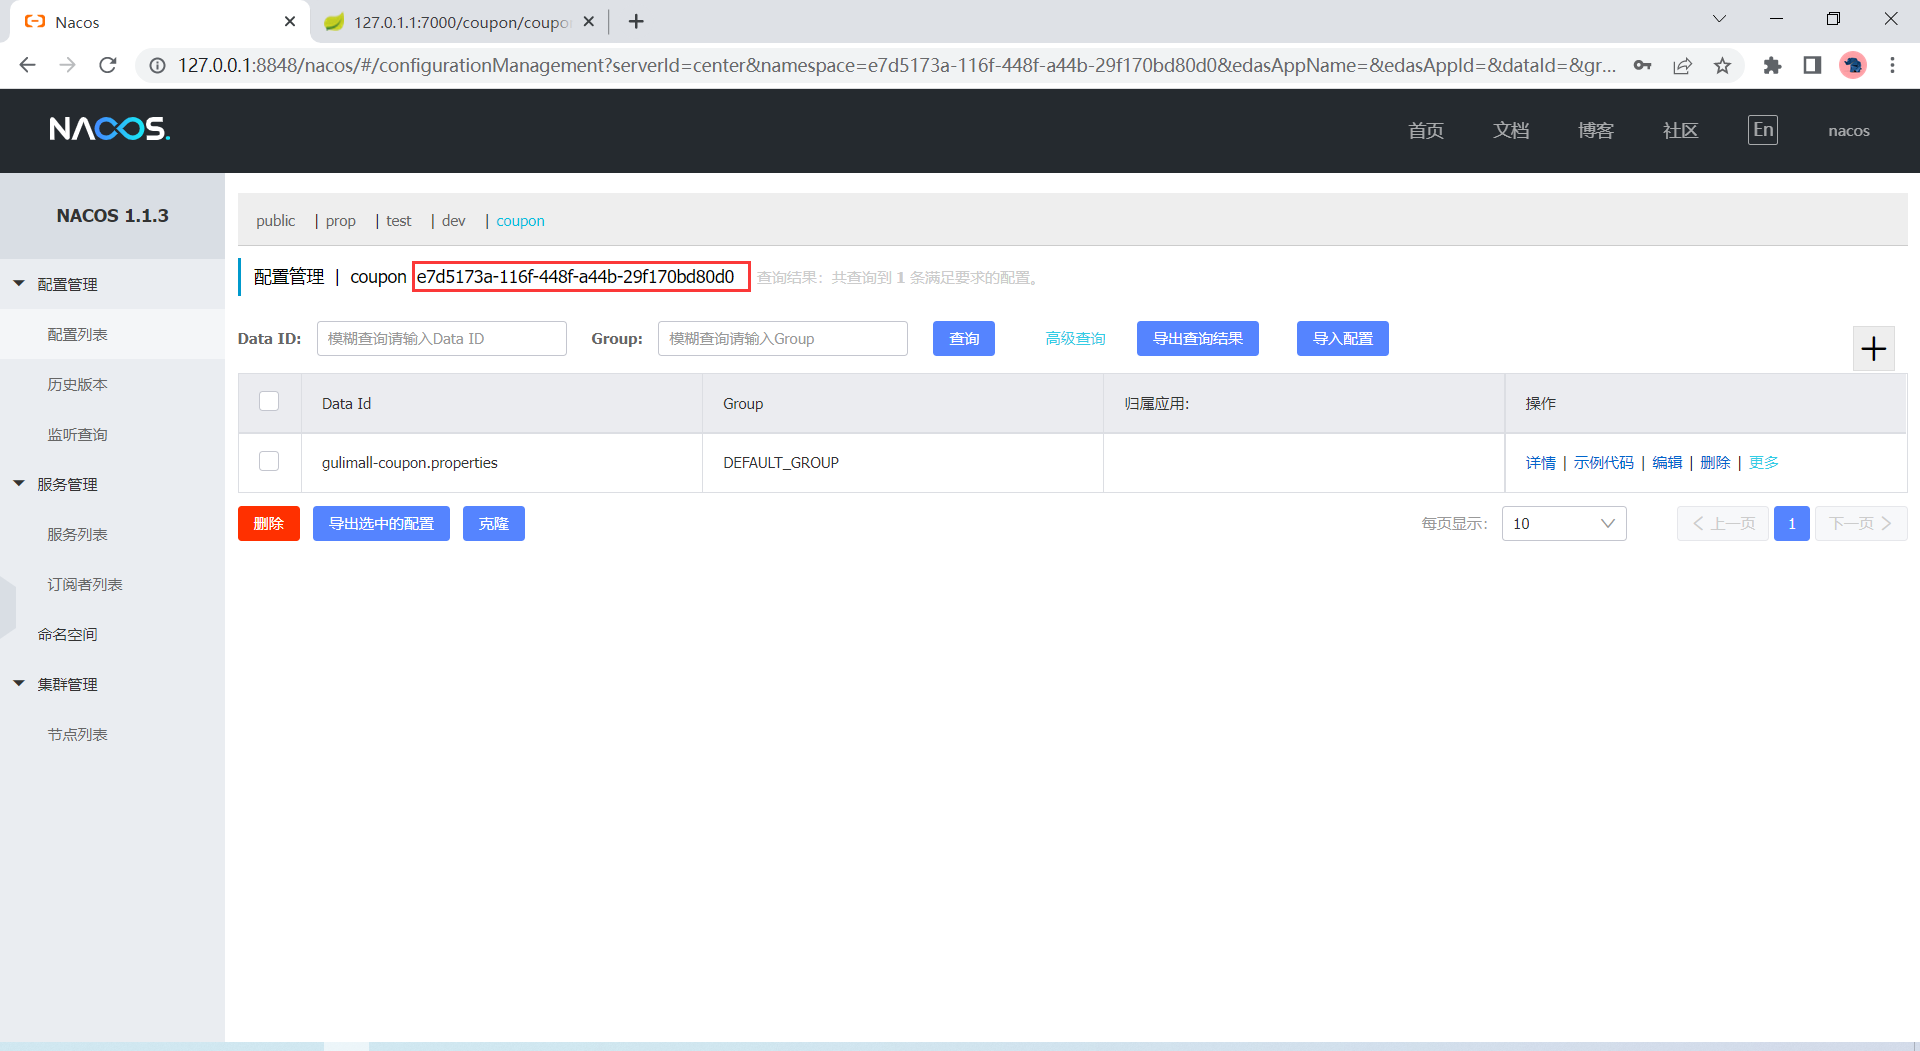 Nacos
127.0.1.1:7000/coupon/coupo
127.0.0.1:8848/nacos/#/configurationManagement?serverId=center&namespace=e7d5173a-116f-448f-a44b-29f170bd80d0&edasAppName=&edasAppId=&dataId=&gr...
NACOS.
首页
文档
博客
社区
En
nacos
NACOS 1.1.3
配置管理
配置列表
历史版本
监听查询
服务管理
服务列表
订阅者列表
命名空间
集群管理
节点列表
public | prop | test | dev | coupon
配置管理 | coupon e7d5173a-116f-448f-a44b-29f170bd80d0 查询结果：共查询到 1 条满足要求的配置。
Data ID: 模糊查询请输入Data ID Group: 模糊查询请输入Group 查询 高级查询 导出查询结果 导入配置
Data Id Group 归属应用: 操作
gulimall-coupon.properties DEFAULT_GROUP 详情 | 示例代码 | 编辑 | 删除 | 更多
删除 导出选中的配置 克隆 每页显示: 10 上一页 1 下一页